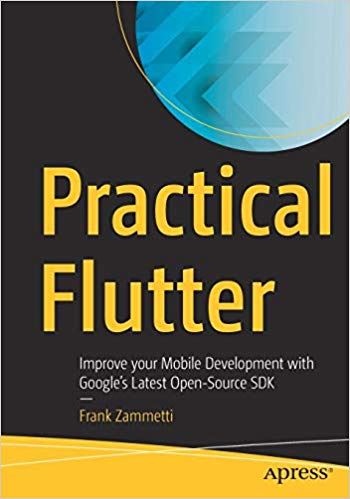 Practical
Flutter
Improve your Mobile Development with
Google's Latest Open-Source SDK
—
Frank Zammetti
Apress®